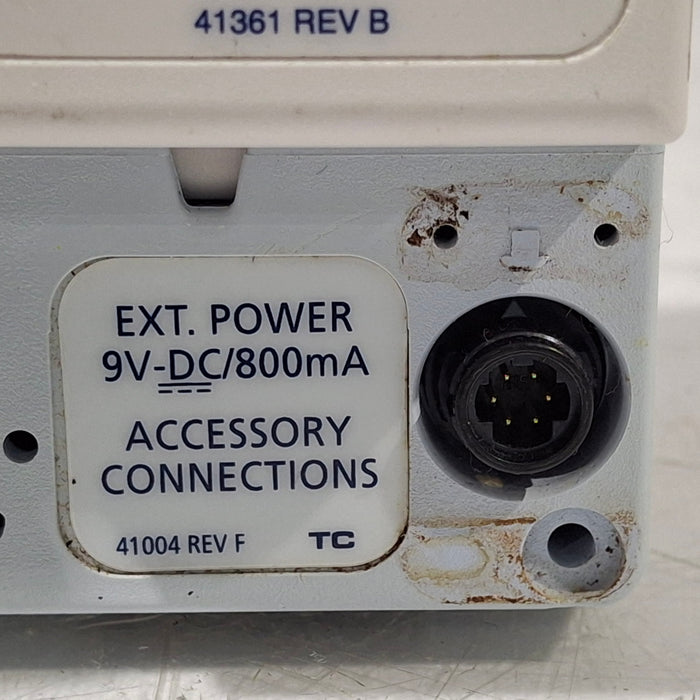 41361 REV B
EXT. POWER
9V-DC/800mA
ACCESSORY
CONNECTIONS
41004 REV F TC